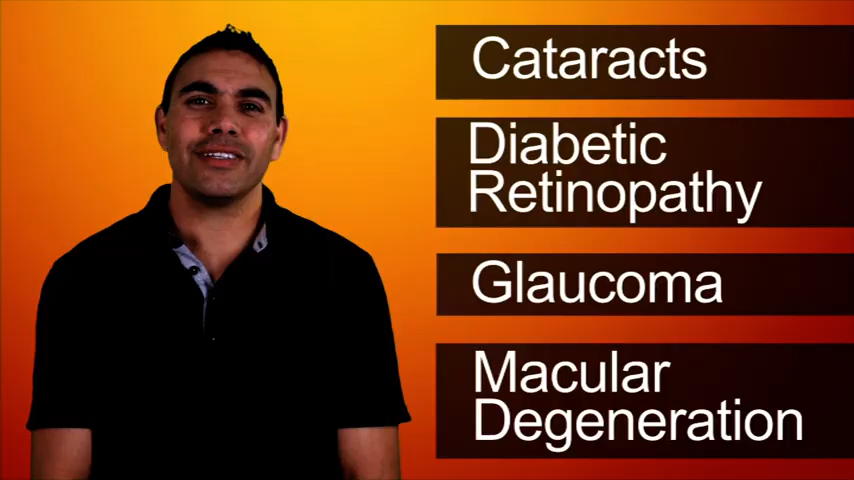 Cataracts
Diabetic
Retinopathy
Glaucoma
Macular
Degeneration